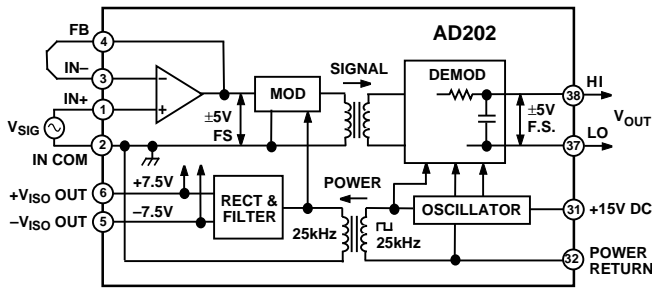 AD202
FB
4
IN–
3
IN+
1
VSIG
2
IN COM
±5V
FS
MOD
SIGNAL
DEMOD
±5V
F.S.
38
HI
VOUT
37
LO
+VISO OUT
6
+7.5V
–VISO OUT
5
–7.5V
RECT &
FILTER
POWER
25kHz
25kHz
OSCILLATOR
31
+15V DC
32
POWER
RETURN